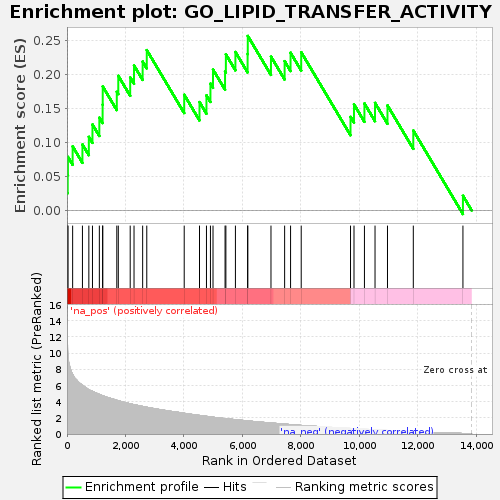 Enrichment plot: GO_LIPID_TRANSFER_ACTIVITY
Enrichment score (ES)
0.25
0.20
0.15
0.10
0.05
0.00
Ranked list metric (PreRanked)
16
14
12
10
8
6
4
2
0
'na_pos' (positively correlated)
Zero cross at
'na_neg' (negatively correlated)
0
2,000
4,000
6,000
8,000
10,000
12,000
14,000
Rank in Ordered Dataset
Enrichment profile
Hits
Ranking metric scores